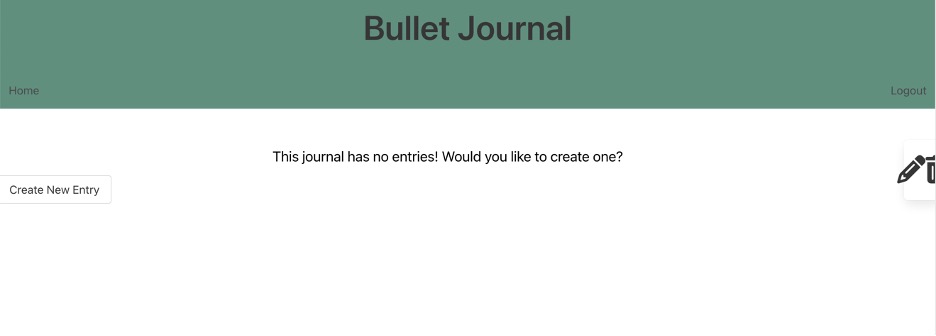 Bullet Journal
Home
Logout
This journal has no entries! Would you like to create one?
Create New Entry